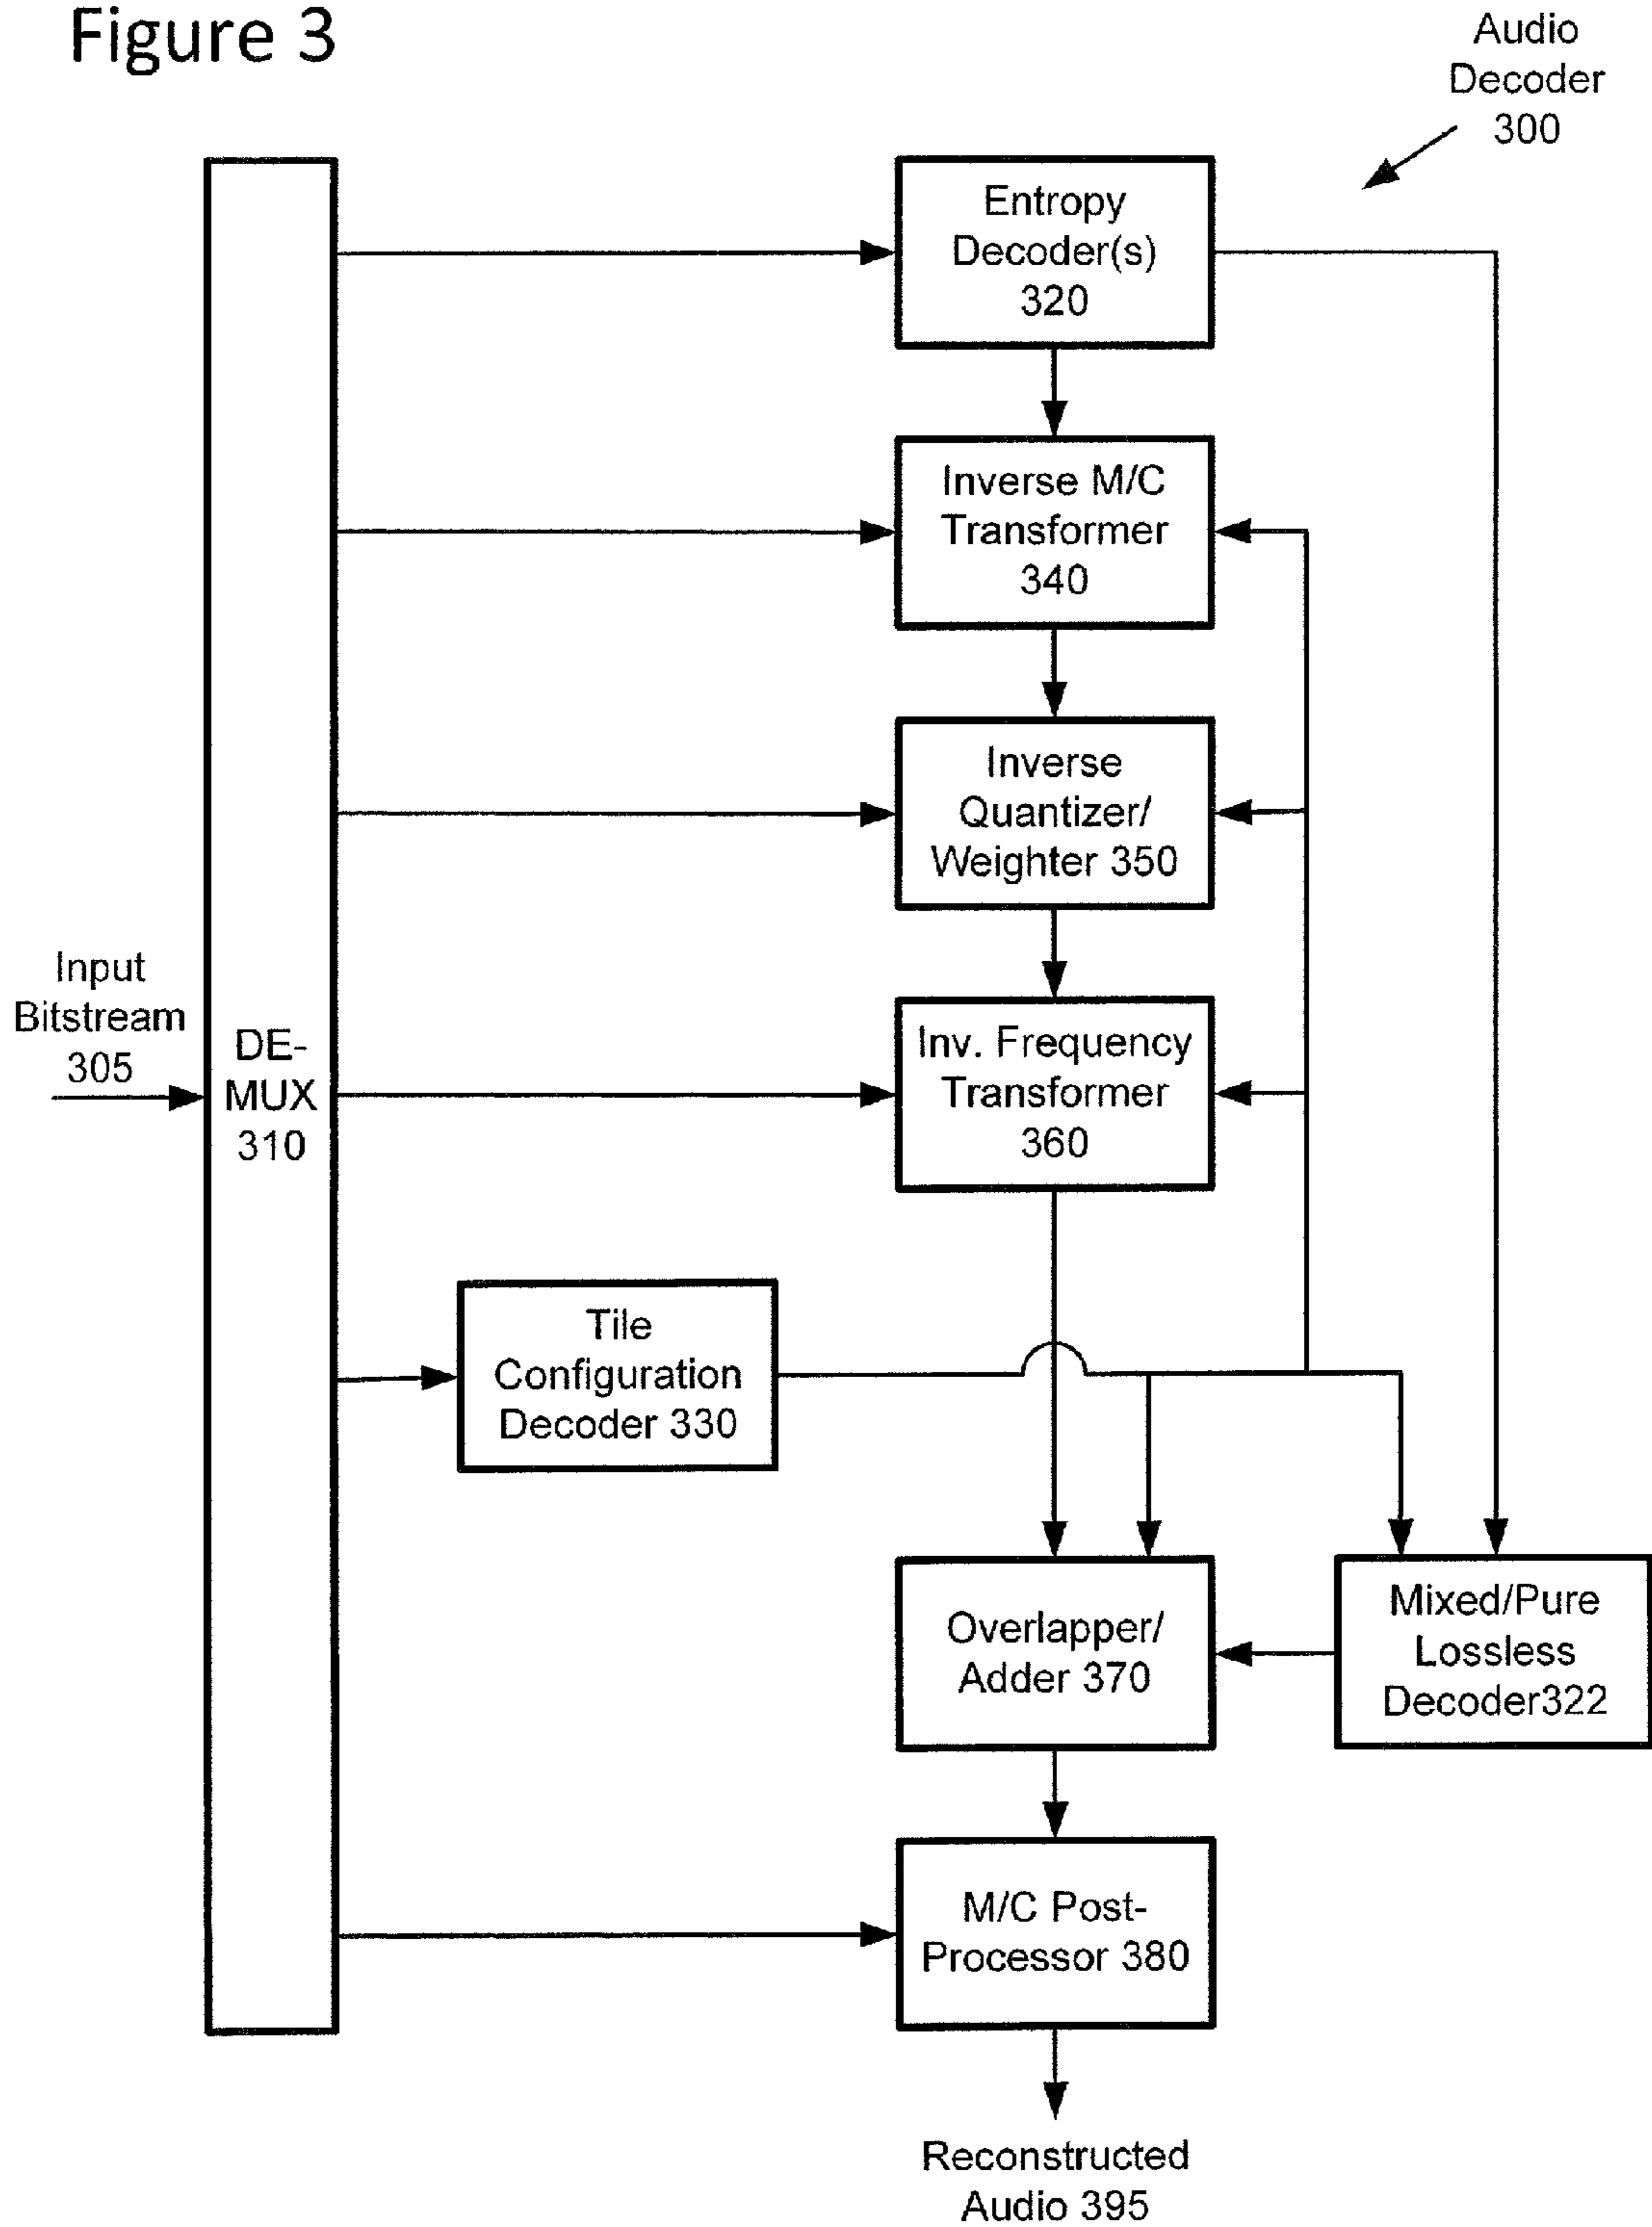 Figure 3
Audio
Decoder
300
Entropy
Decoder(s)
320
Inverse M/C
Transformer
340
Inverse
Quantizer/
Weighter 350
Input
Bitstream
305
DE-
MUX
310
Inv. Frequency
Transformer
360
Tile
Configuration
Decoder 330
Overlapper/
Adder 370
Mixed/Pure
Lossless
Decoder322
M/C Post-
Processor 380
Reconstructed
Audio 395